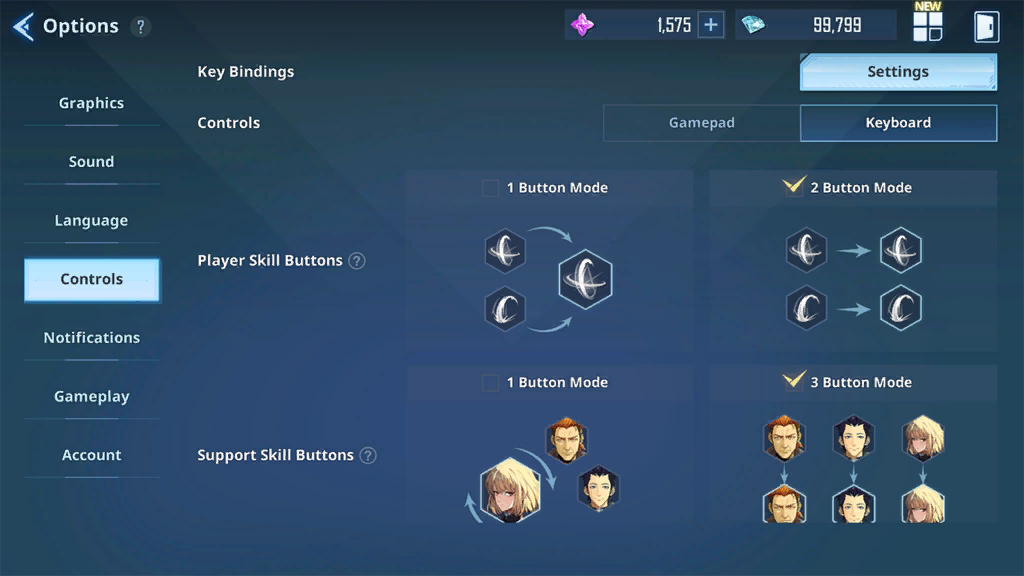 Options ?
1,575 +
99,799
NEW
Key Bindings
Settings
Graphics
Controls
Gamepad
Keyboard
Sound
1 Button Mode
2 Button Mode
Language
Player Skill Buttons ?
Controls
Notifications
1 Button Mode
3 Button Mode
Gameplay
Account
Support Skill Buttons ?